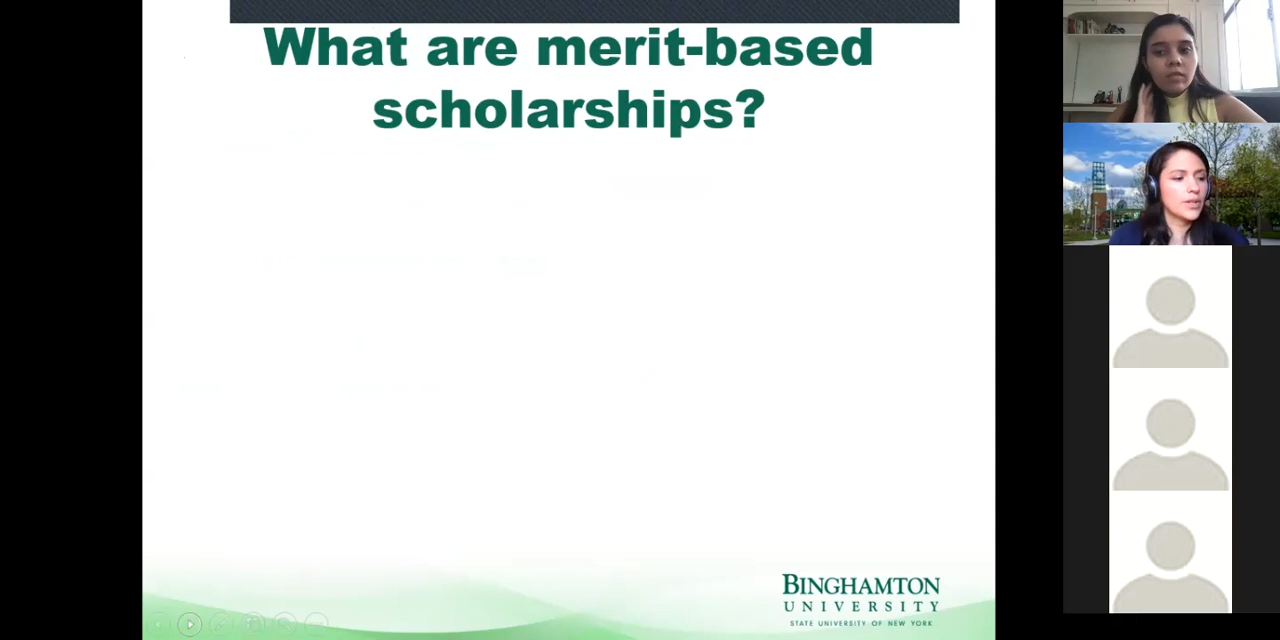 What are merit-based
scholarships?
BINGHAMTON
UNIVERSITY
STATE UNIVERSITY OF NEW YORK